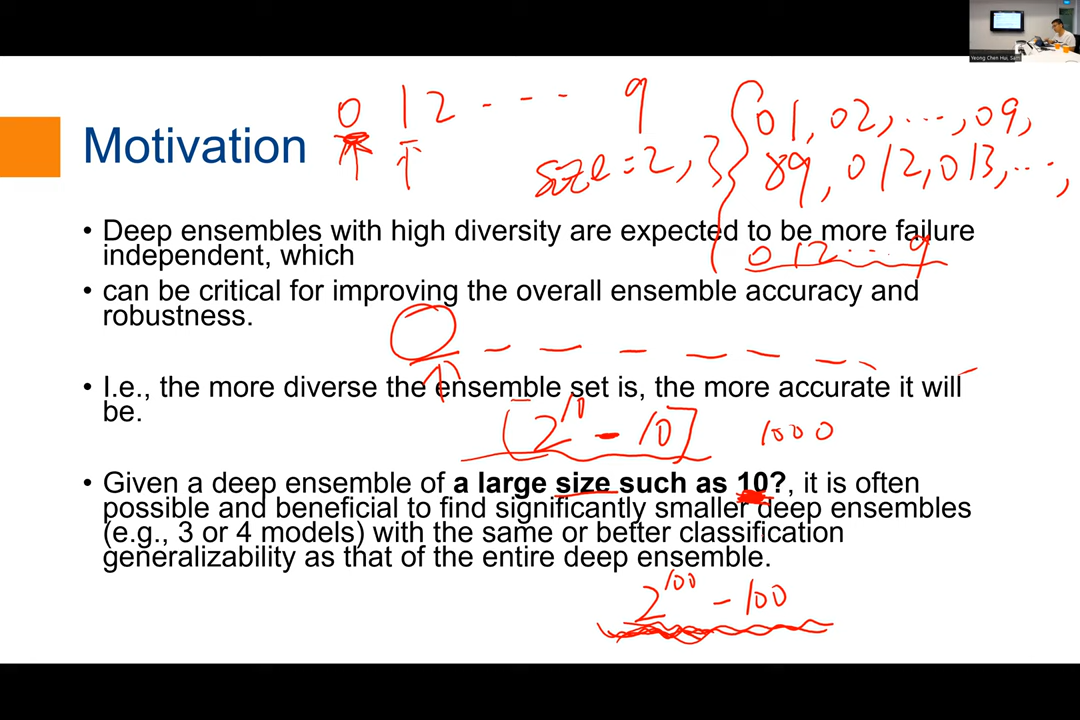 Yeong Chen Hui, Sam
0 1 2 --- 9
size = 2, 3
01, 02, ..., 09,
89, 012, 013, ...,
012...9
Motivation
• Deep ensembles with high diversity are expected to be more failure
independent, which
• can be critical for improving the overall ensemble accuracy and
robustness.
• I.e., the more diverse the ensemble set is, the more accurate it will
be.
[2^10 - 10] 1000
• Given a deep ensemble of a large size such as 10?, it is often
possible and beneficial to find significantly smaller deep ensembles
(e.g., 3 or 4 models) with the same or better classification
generalizability as that of the entire deep ensemble.
2^100 - 100